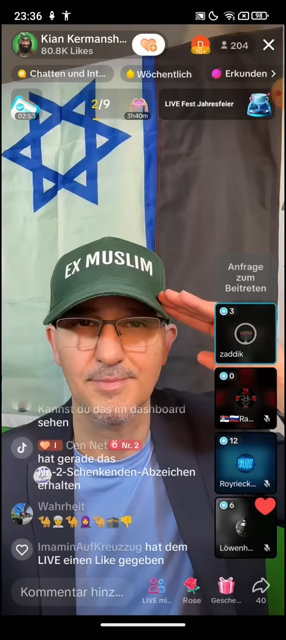 23:36
98
Kian Kermansh...
80.8K Likes
D
204
Chatten und Int...
Wöchentlich
Erkunden
02:53
2/9
3h40m
LIVE Fest Jahresfeier
EX MUSLIM
Anfrage
zum
Beitreten
3
zaddik
0
Ra...
12
Royrieck...
6
Löwenh...
Kannst du das im dashboard
sehen
1 Cen Net Nr. 2
hat gerade das
-2-Schenkenden-Abzeichen
erhalten
Wahrheit
ImaminAufKreuzzug hat dem
LIVE einen Like gegeben
Kommentar hinz...
LIVE mi...
Rose
Gesche...
40